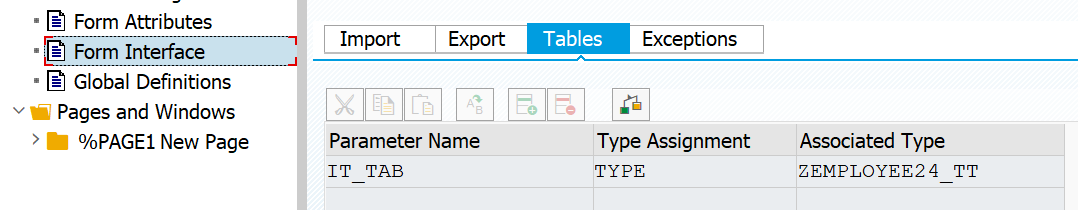 Form Attributes
Form Interface
Global Definitions
Pages and Windows
%PAGE1 New Page
Import Export Tables Exceptions
Parameter Name Type Assignment Associated Type
IT_TAB TYPE ZEMPLOYEE24_TT